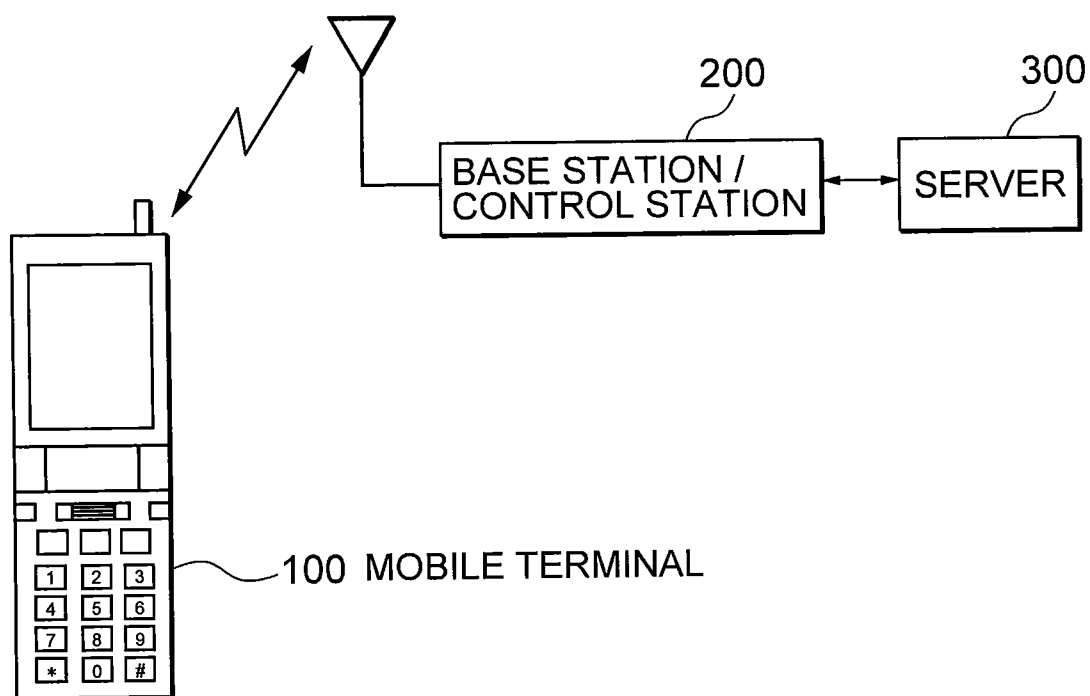 200
300
BASE STATION /
CONTROL STATION
SERVER
100 MOBILE TERMINAL
1 2 3
4 5 6
7 8 9
* 0 #